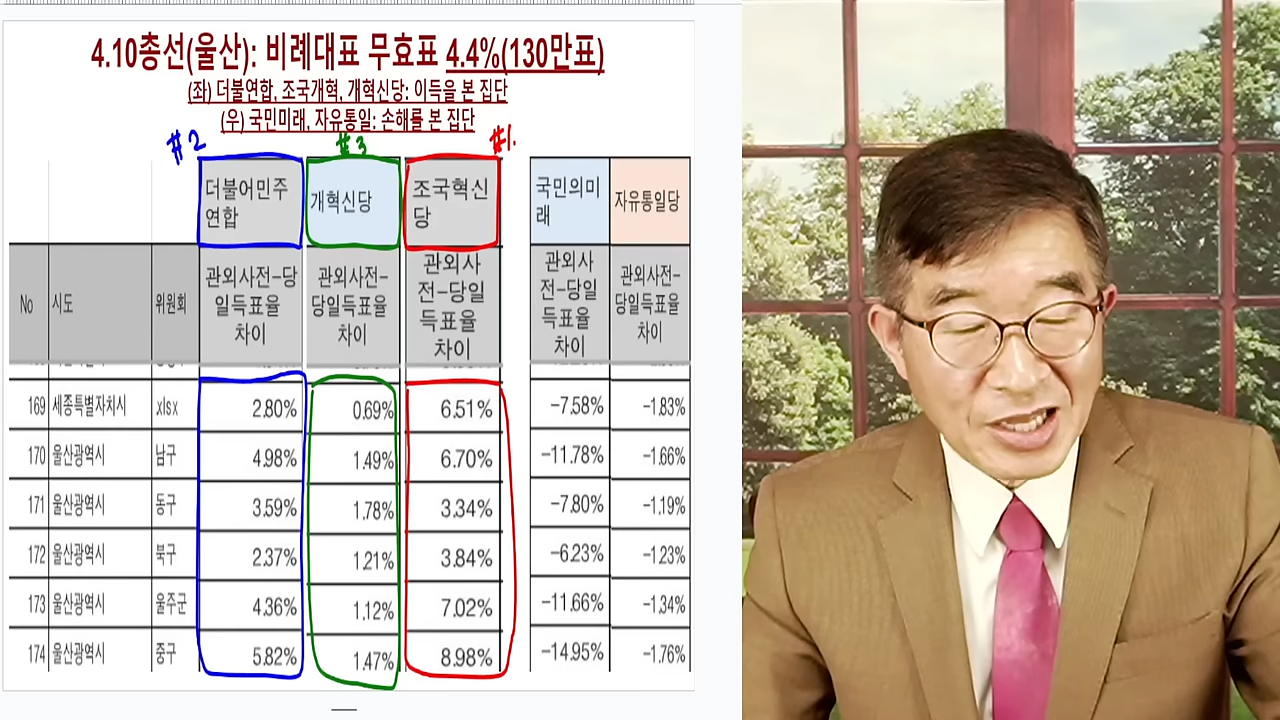 4.10총선(울산): 비례대표 무효표 4.4%(130만표)
(좌) 더불연합, 조국개혁, 개혁신당: 이득을 본 집단
(우) 국민미래, 자유통일: 손해를 본 집단
#2 #3 #1.
더불어민주연합 개혁신당 조국혁신당 국민의미래 자유통일당
No 시도 위원회 관외사전-당일득표율 차이 관외사전-당일득표율 차이 관외사전-당일득표율 차이 관외사전-당일득표율 차이 관외사전-당일득표율 차이
169 세종특별자치시 xlsx 2.80% 0.69% 6.51% -7.58% -1.83%
170 울산광역시 남구 4.98% 1.49% 6.70% -11.78% -1.66%
171 울산광역시 동구 3.59% 1.78% 3.34% -7.80% -1.19%
172 울산광역시 북구 2.37% 1.21% 3.84% -6.23% -1.23%
173 울산광역시 울주군 4.36% 1.12% 7.02% -11.66% -1.34%
174 울산광역시 중구 5.82% 1.47% 8.98% -14.95% -1.76%